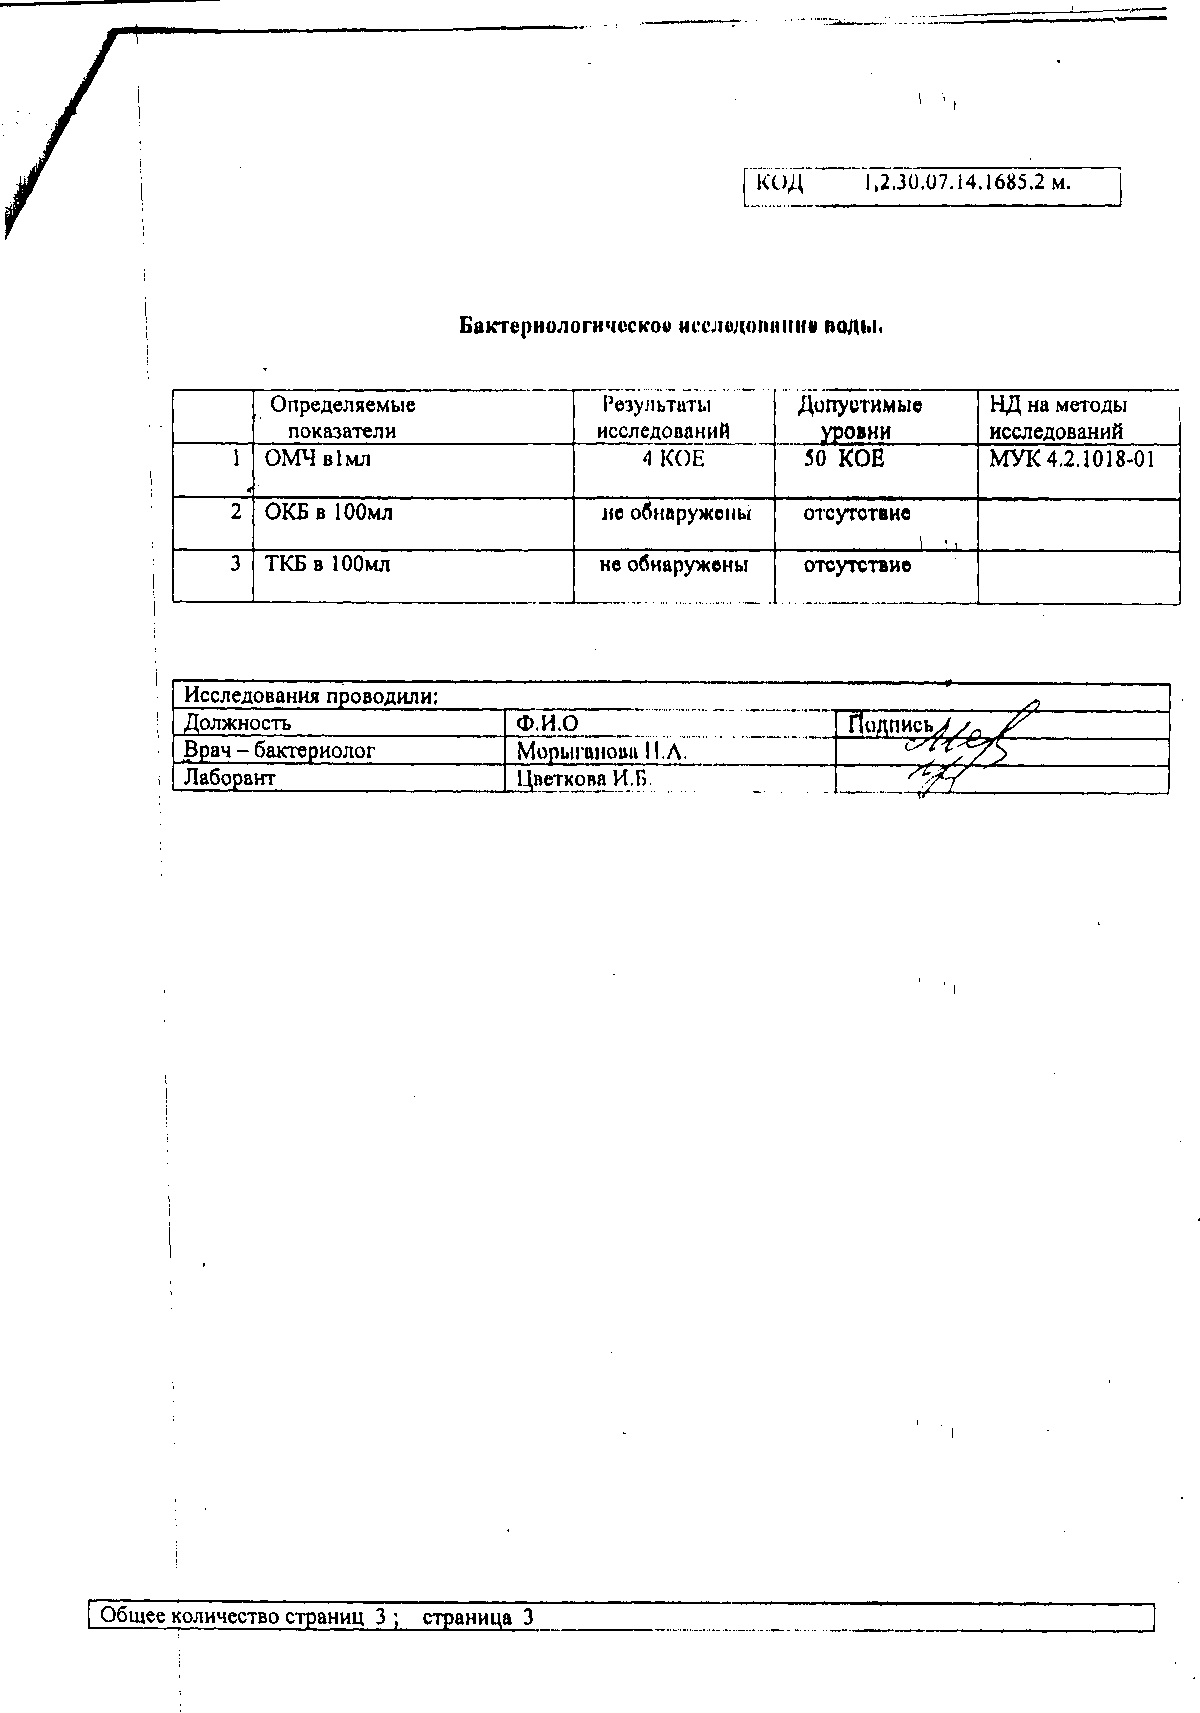 КОД 1,2.30.07.14.1685.2 м.
Бактериологическое исследование воды.
Определяемые показатели Результаты исследований Допустимые уровни НД на методы исследований
1 ОМЧ в1мл 4 КОЕ 50 КОЕ МУК 4.2.1018-01
2 ОКБ в 100мл не обнаружены отсутствие
3 ТКБ в 100мл не обнаружены отсутствие
Исследования проводили:
Должность Ф.И.О Подпись
Врач – бактериолог Морыганова Н.А.
Лаборант Цветкова И.Б.
Общее количество страниц 3 ; страница 3